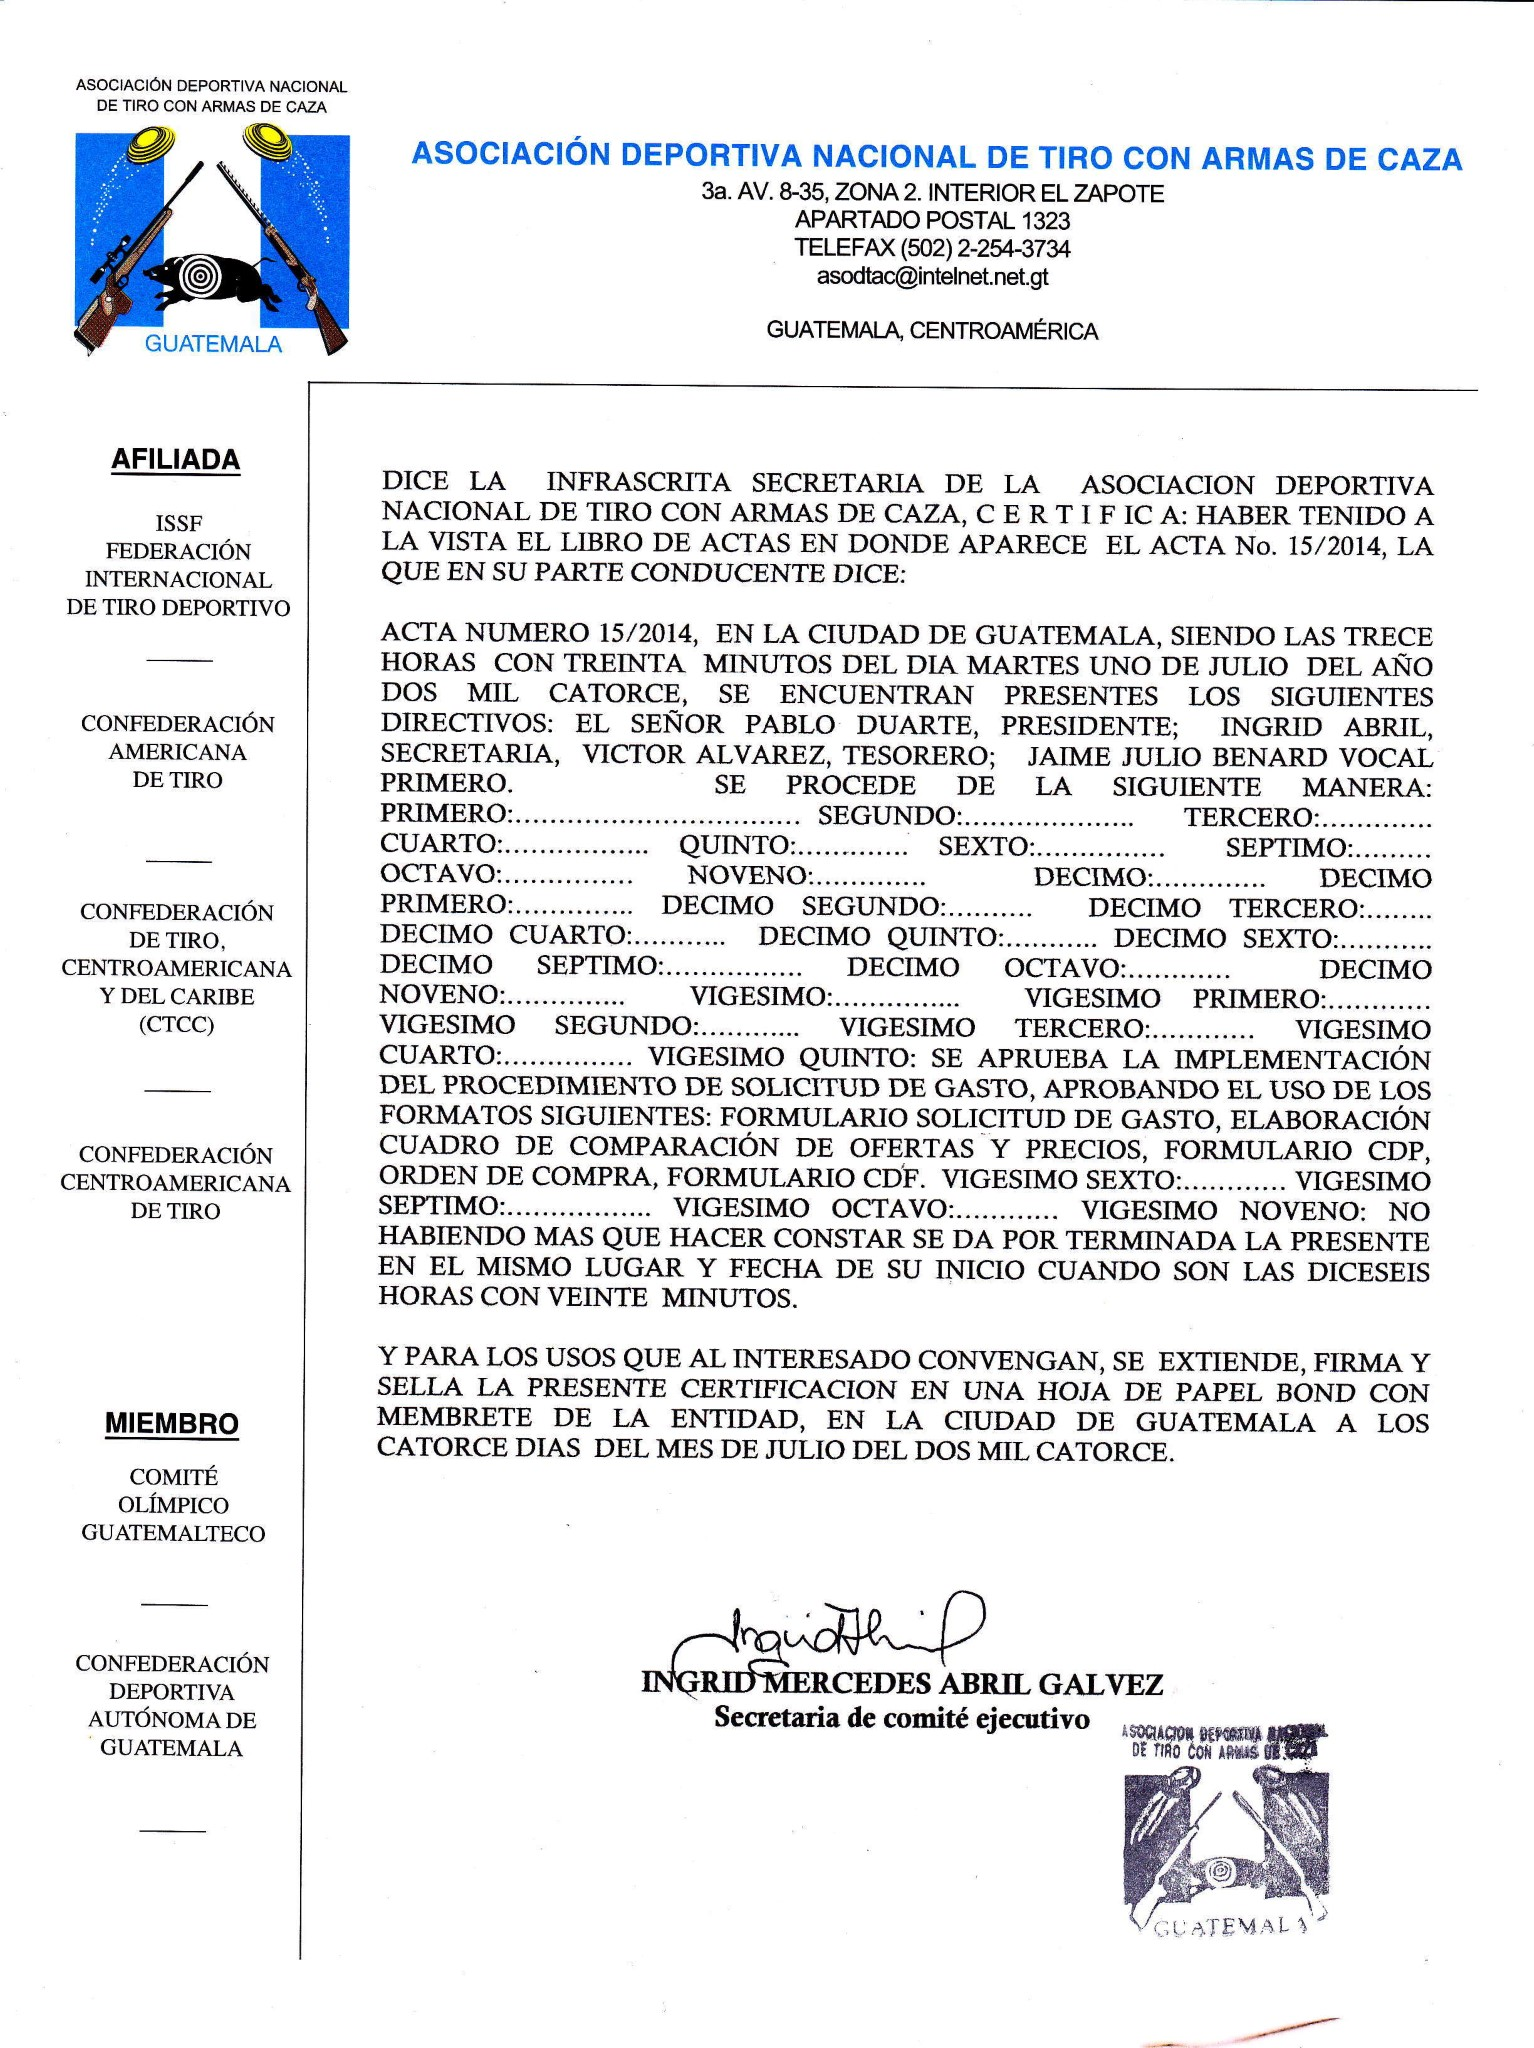 ASOCIACIÓN DEPORTIVA NACIONAL
DE TIRO CON ARMAS DE CAZA
GUATEMALA
ASOCIACIÓN DEPORTIVA NACIONAL DE TIRO CON ARMAS DE CAZA
3a. AV. 8-35, ZONA 2. INTERIOR EL ZAPOTE
APARTADO POSTAL 1323
TELEFAX (502) 2-254-3734
asodtac@intelnet.net.gt
GUATEMALA, CENTROAMÉRICA
AFILIADA
ISSF
FEDERACIÓN
INTERNACIONAL
DE TIRO DEPORTIVO
CONFEDERACIÓN
AMERICANA
DE TIRO
CONFEDERACIÓN
DE TIRO,
CENTROAMERICANA
Y DEL CARIBE
(CTCC)
CONFEDERACIÓN
CENTROAMERICANA
DE TIRO
MIEMBRO
COMITÉ
OLÍMPICO
GUATEMALTECO
CONFEDERACIÓN
DEPORTIVA
AUTÓNOMA DE
GUATEMALA
DICE LA INFRASCRITA SECRETARIA DE LA ASOCIACION DEPORTIVA
NACIONAL DE TIRO CON ARMAS DE CAZA, C E R T I F IC A: HABER TENIDO A
LA VISTA EL LIBRO DE ACTAS EN DONDE APARECE EL ACTA No. 15/2014, LA
QUE EN SU PARTE CONDUCENTE DICE:
ACTA NUMERO 15/2014, EN LA CIUDAD DE GUATEMALA, SIENDO LAS TRECE
HORAS CON TREINTA MINUTOS DEL DIA MARTES UNO DE JULIO DEL AÑO
DOS MIL CATORCE, SE ENCUENTRAN PRESENTES LOS SIGUIENTES
DIRECTIVOS: EL SEÑOR PABLO DUARTE, PRESIDENTE; INGRID ABRIL,
SECRETARIA, VICTOR ALVAREZ, TESORERO; JAIME JULIO BENARD VOCAL
PRIMERO. SE PROCEDE DE LA SIGUIENTE MANERA:
PRIMERO:................................ SEGUNDO:..................... TERCERO:.............
CUARTO:................. QUINTO:............. SEXTO:............... SEPTIMO:.........
OCTAVO:............... NOVENO:............. DECIMO:............. DECIMO
PRIMERO:.............. DECIMO SEGUNDO:.......... DECIMO TERCERO:........
DECIMO CUARTO:........... DECIMO QUINTO:........... DECIMO SEXTO:...........
DECIMO SEPTIMO:................ DECIMO OCTAVO:............ DECIMO
NOVENO:.............. VIGESIMO:............... VIGESIMO PRIMERO:............
VIGESIMO SEGUNDO:............ VIGESIMO TERCERO:............ VIGESIMO
CUARTO:............... VIGESIMO QUINTO: SE APRUEBA LA IMPLEMENTACIÓN
DEL PROCEDIMIENTO DE SOLICITUD DE GASTO, APROBANDO EL USO DE LOS
FORMATOS SIGUIENTES: FORMULARIO SOLICITUD DE GASTO, ELABORACIÓN
CUADRO DE COMPARACIÓN DE OFERTAS Y PRECIOS, FORMULARIO CDP,
ORDEN DE COMPRA, FORMULARIO CDF. VIGESIMO SEXTO:............ VIGESIMO
SEPTIMO:................. VIGESIMO OCTAVO:............ VIGESIMO NOVENO: NO
HABIENDO MAS QUE HACER CONSTAR SE DA POR TERMINADA LA PRESENTE
EN EL MISMO LUGAR Y FECHA DE SU INICIO CUANDO SON LAS DICESEIS
HORAS CON VEINTE MINUTOS.
Y PARA LOS USOS QUE AL INTERESADO CONVENGAN, SE EXTIENDE, FIRMA Y
SELLA LA PRESENTE CERTIFICACION EN UNA HOJA DE PAPEL BOND CON
MEMBRETE DE LA ENTIDAD, EN LA CIUDAD DE GUATEMALA A LOS
CATORCE DIAS DEL MES DE JULIO DEL DOS MIL CATORCE.
Ingrid Abril
INGRID MERCEDES ABRIL GALVEZ
Secretaria de comité ejecutivo
ASOCIACION DEPORTIVA NACIONAL
DE TIRO CON ARMAS DE CAZA
GUATEMALA